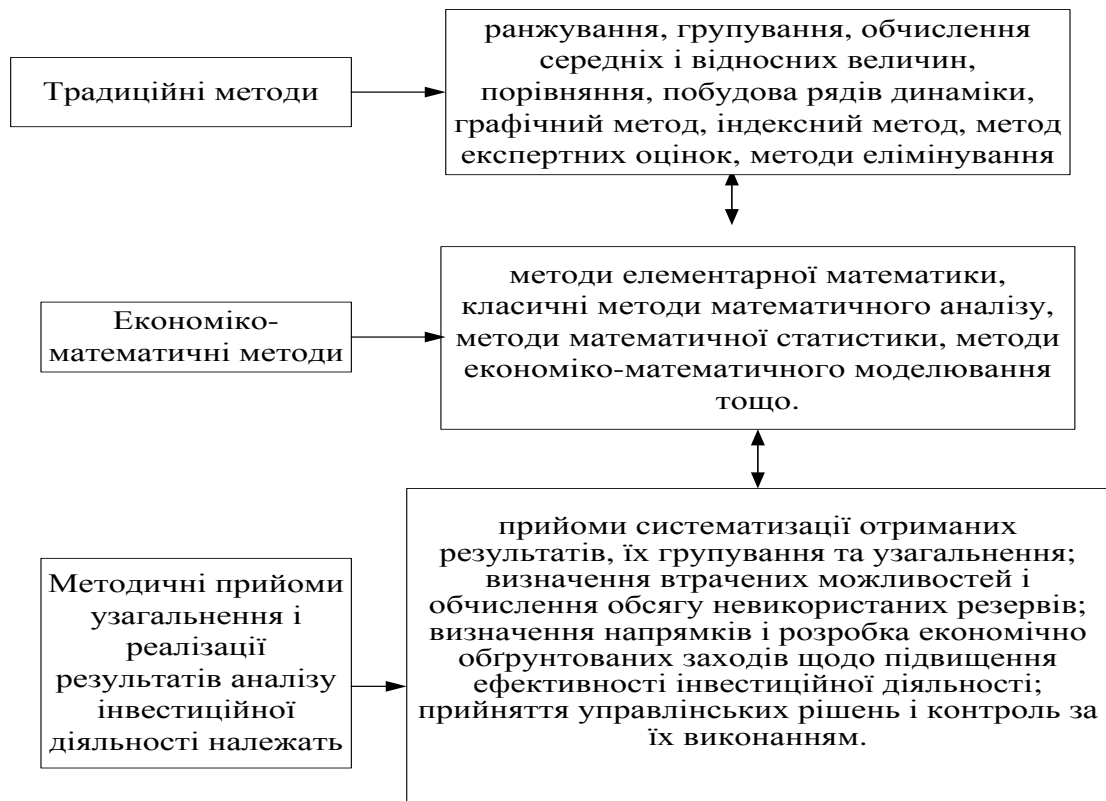 Традиційні методи
ранжування, групування, обчислення
середніх і відносних величин,
порівняння, побудова рядів динаміки,
графічний метод, індексний метод, метод
експертних оцінок, методи елімінування
Економіко-
математичні методи
методи елементарної математики,
класичні методи математичного аналізу,
методи математичної статистики, методи
економіко-математичного моделювання
тощо.
Методичні прийоми
узагальнення і
реалізації
результатів аналізу
інвестиційної
діяльності належать
прийоми систематизації отриманих
результатів, їх групування та узагальнення;
визначення втрачених можливостей і
обчислення обсягу невикористаних резервів;
визначення напрямків і розробка економічно
обґрунтованих заходів щодо підвищення
ефективності інвестиційної діяльності;
прийняття управлінських рішень і контроль за
їх виконанням.